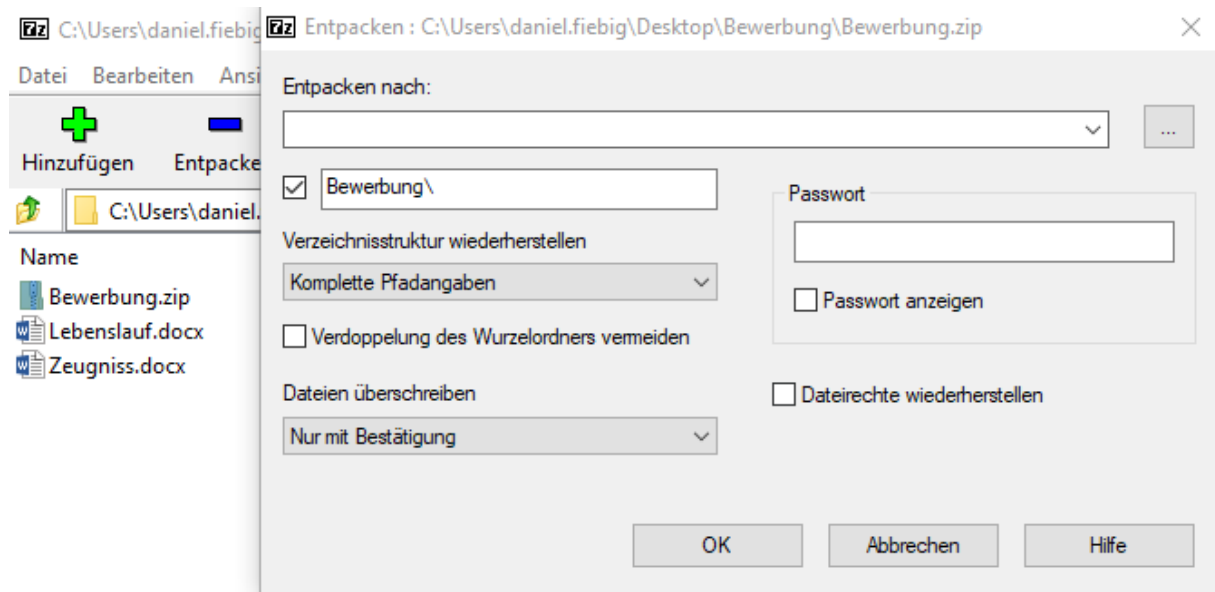 C:\Users\daniel.fiebig
Datei Bearbeiten Ansi
Hinzufügen Entpacke
C:\Users\daniel.
Name
Bewerbung.zip
Lebenslauf.docx
Zeugniss.docx
7z Entpacken : C:\Users\daniel.fiebig\Desktop\Bewerbung\Bewerbung.zip
Entpacken nach:
...
Bewerbung\
Verzeichnisstruktur wiederherstellen
Komplette Pfadangaben
Verdoppelung des Wurzelordners vermeiden
Dateien überschreiben
Nur mit Bestätigung
Passwort
Passwort anzeigen
Dateirechte wiederherstellen
OK Abbrechen Hilfe